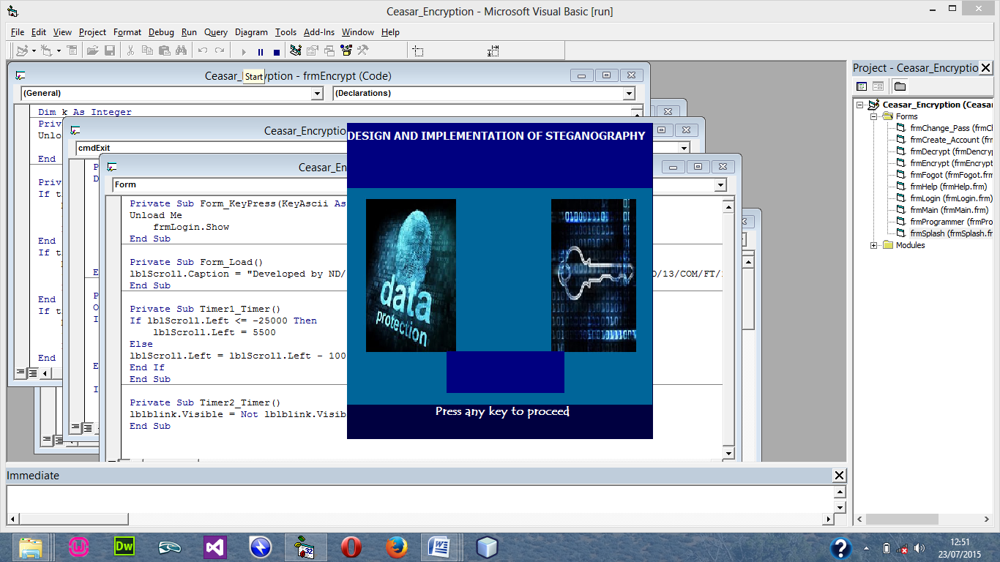 Ceasar_Encryption - Microsoft Visual Basic [run]
File Edit View Project Format Debug Run Query Diagram Tools Add-Ins Window Help
Ceasar_ yption - frmEncrypt (Code)
Start
(General) (Declarations)
Dim k As Integer
Priv
Unlo
End
Priv
If t
End
If t
End
If t
End
Ceasar_Encryptio
cmdExit
P
D
E
P
O
I
E
I
Ceasar_En
Form
Private Sub Form_KeyPress(KeyAscii As
Unload Me
frmLogin.Show
End Sub
Private Sub Form_Load()
lblScroll.Caption = "Developed by ND/ D/13/COM/FT/
End Sub
Private Sub Timer1_Timer()
If lblScroll.Left <= -25000 Then
lblScroll.Left = 5500
Else
lblScroll.Left = lblScroll.Left - 100
End If
End Sub
Private Sub Timer2_Timer()
lblblink.Visible = Not lblblink.Visib
End Sub
DESIGN AND IMPLEMENTATION OF STEGANOGRAPHY
data
protection
Press any key to proceed
Project - Ceasar_Encryptio
Ceasar_Encryption (Ceasar
Forms
frmChange_Pass (frmCl
frmCreate_Account (frr
frmDecrypt (frmDencry
frmEncrypt (frmEncrypt
frmFogot (frmFogot.frm
frmHelp (frmHelp.frm)
frmLogin (frmLogin.frm)
frmMain (frmMain.frm)
frmProgrammer (frmPro
frmSplash (frmSplash.fr
Modules
Immediate
Dw
32
12:51
23/07/2015